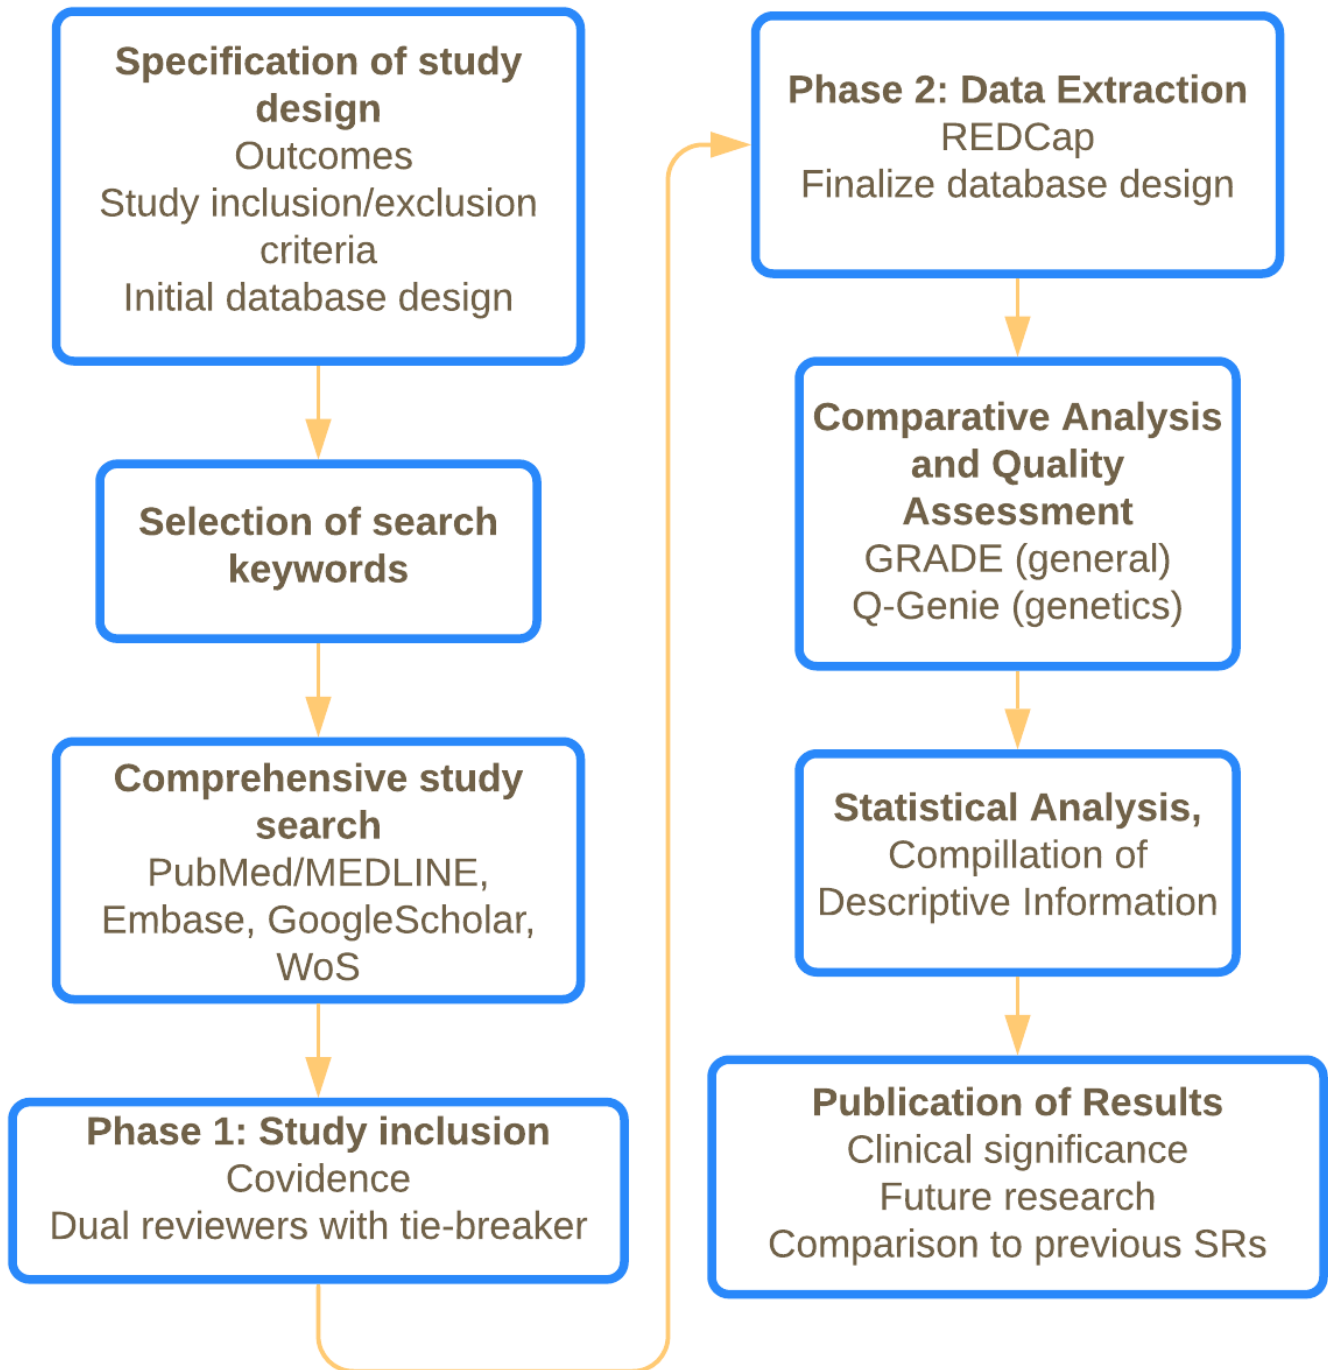 Specification of study
design
Outcomes
Study inclusion/exclusion
criteria
Initial database design
Selection of search
keywords
Comprehensive study
search
PubMed/MEDLINE,
Embase, GoogleScholar,
WoS
Phase 1: Study inclusion
Covidence
Dual reviewers with tie-breaker
Phase 2: Data Extraction
REDCap
Finalize database design
Comparative Analysis
and Quality
Assessment
GRADE (general)
Q-Genie (genetics)
Statistical Analysis,
Compillation of
Descriptive Information
Publication of Results
Clinical significance
Future research
Comparison to previous SRs